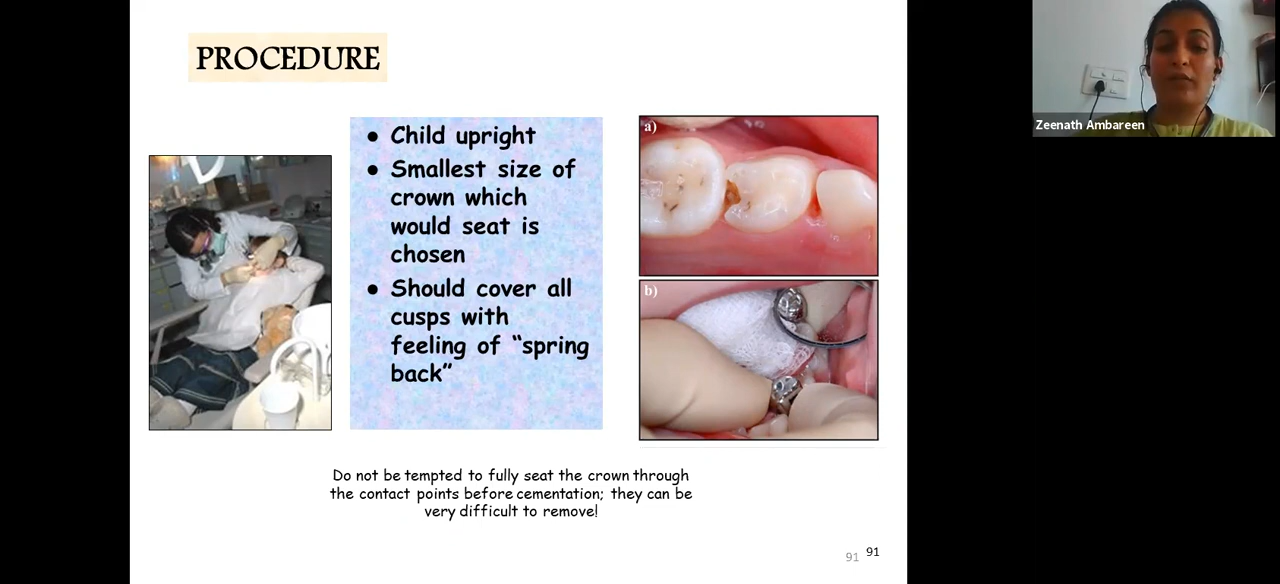 PROCEDURE
● Child upright
● Smallest size of
crown which
would seat is
chosen
● Should cover all
cusps with
feeling of “spring
back”
a)
b)
Do not be tempted to fully seat the crown through
the contact points before cementation; they can be
very difficult to remove!
91 91
Zeenath Ambareen